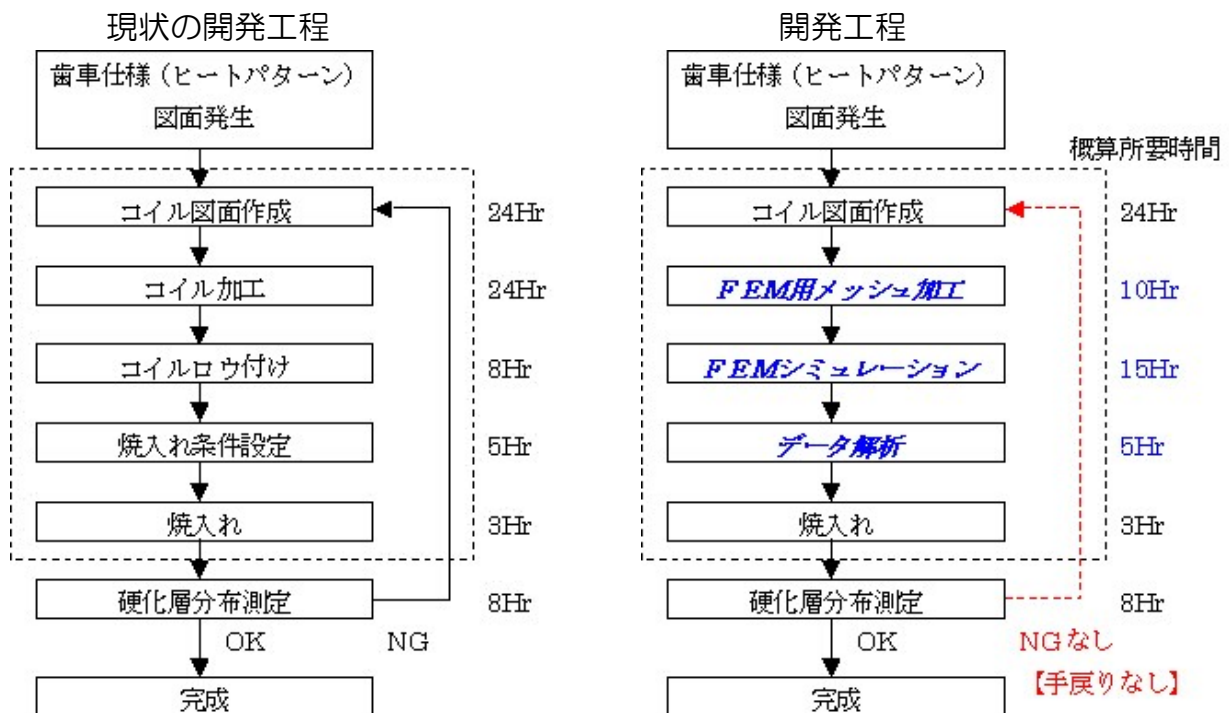 現状の開発工程
歯車仕様（ヒートパターン）
図面発生
コイル図面作成
24Hr
コイル加工
24Hr
コイルロウ付け
8Hr
焼入れ条件設定
5Hr
焼入れ
3Hr
硬化層分布測定
8Hr
OK
NG
完成
開発工程
歯車仕様（ヒートパターン）
図面発生
概算所要時間
コイル図面作成
24Hr
ＦＥＭ用メッシュ加工
10Hr
ＦＥＭシミュレーション
15Hr
データ解析
5Hr
焼入れ
3Hr
硬化層分布測定
8Hr
OK
NGなし
【手戻りなし】
完成